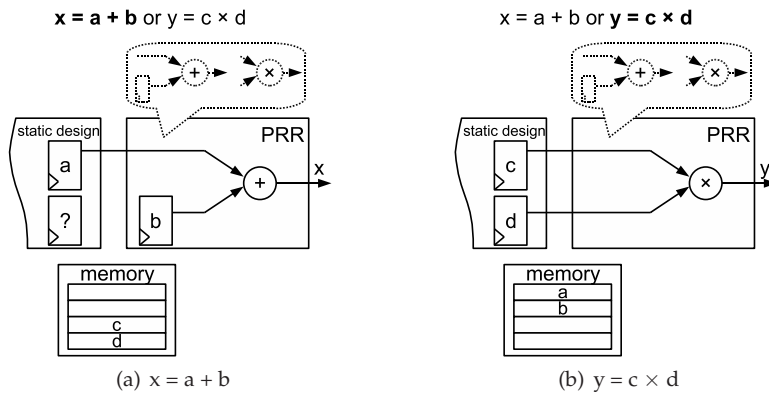 x = a + b or y = c × d
+ ×
static design PRR
a
x
+
? b
memory
c
d
(a) x = a + b
x = a + b or y = c × d
+ ×
static design PRR
c
y
×
d
memory
a
b
(b) y = c × d